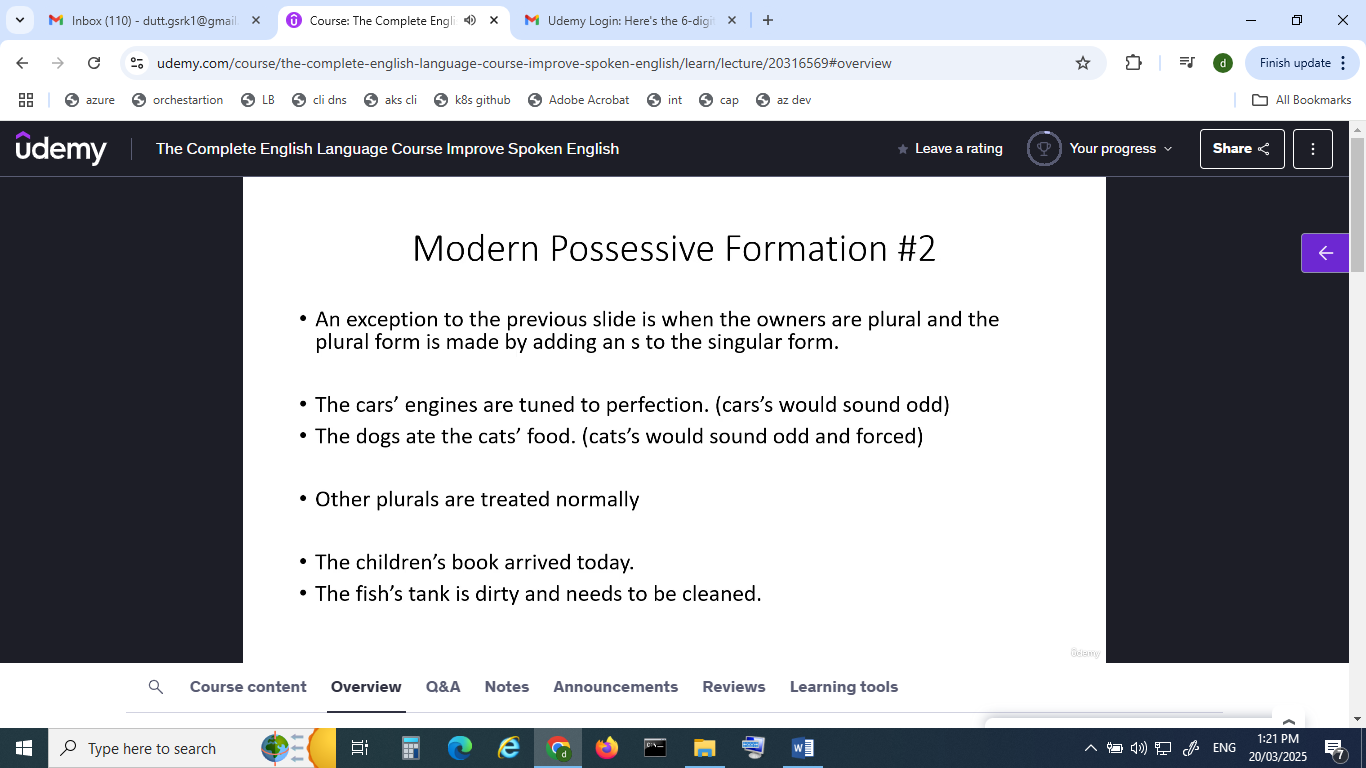 Inbox (110) - dutt.gsrk1@gmail
Course: The Complete Engli
Udemy Login: Here's the 6-digi
udemy.com/course/the-complete-english-language-course-improve-spoken-english/learn/lecture/20316569#overview
d
Finish update
azure
orchestartion
LB
cli dns
aks cli
k8s github
Adobe Acrobat
int
cap
az dev
All Bookmarks
udemy
The Complete English Language Course Improve Spoken English
Leave a rating
Your progress
Share
Modern Possessive Formation #2
• An exception to the previous slide is when the owners are plural and the
plural form is made by adding an s to the singular form.
• The cars’ engines are tuned to perfection. (cars’s would sound odd)
• The dogs ate the cats’ food. (cats’s would sound odd and forced)
• Other plurals are treated normally
• The children’s book arrived today.
• The fish’s tank is dirty and needs to be cleaned.
udemy
Course content
Overview
Q&A
Notes
Announcements
Reviews
Learning tools
Type here to search
ENG
1:21 PM
20/03/2025
7